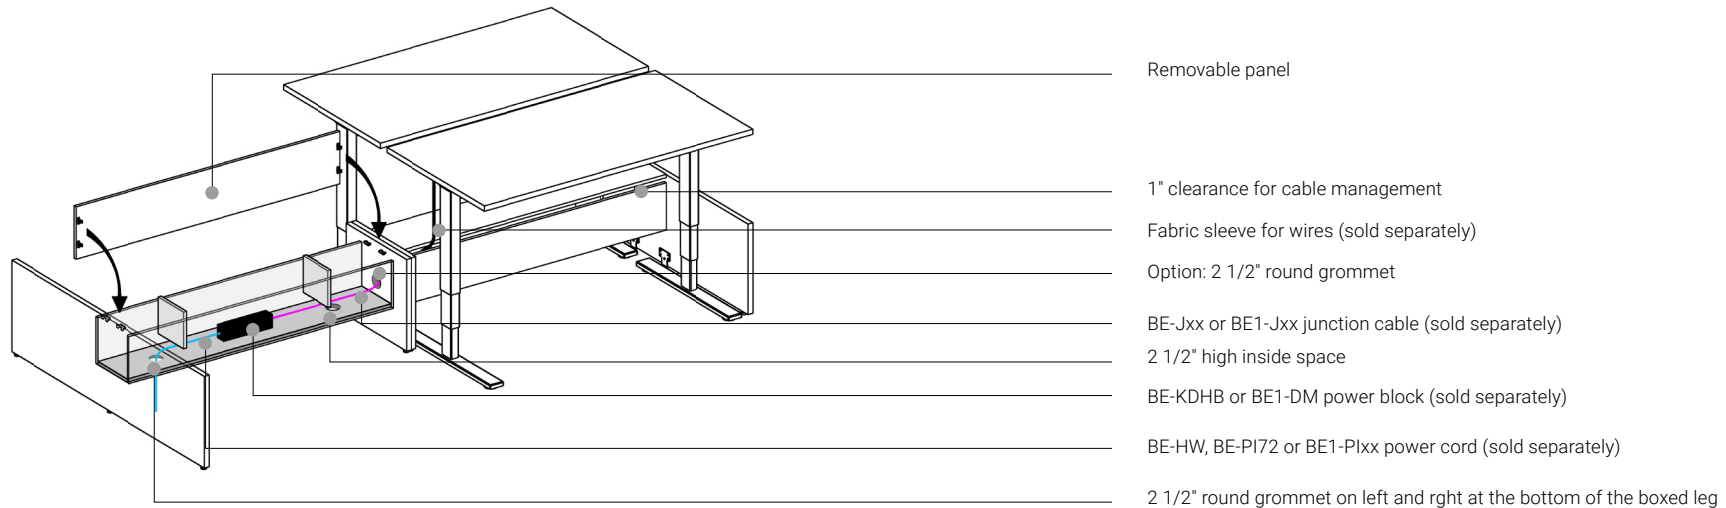 Removable panel
1" clearance for cable management
Fabric sleeve for wires (sold separately)
Option: 2 1/2" round grommet
BE-Jxx or BE1-Jxx junction cable (sold separately)
2 1/2" high inside space
BE-KDHB or BE1-DM power block (sold separately)
BE-HW, BE-PI72 or BE1-PIxx power cord (sold separately)
2 1/2" round grommet on left and rght at the bottom of the boxed leg